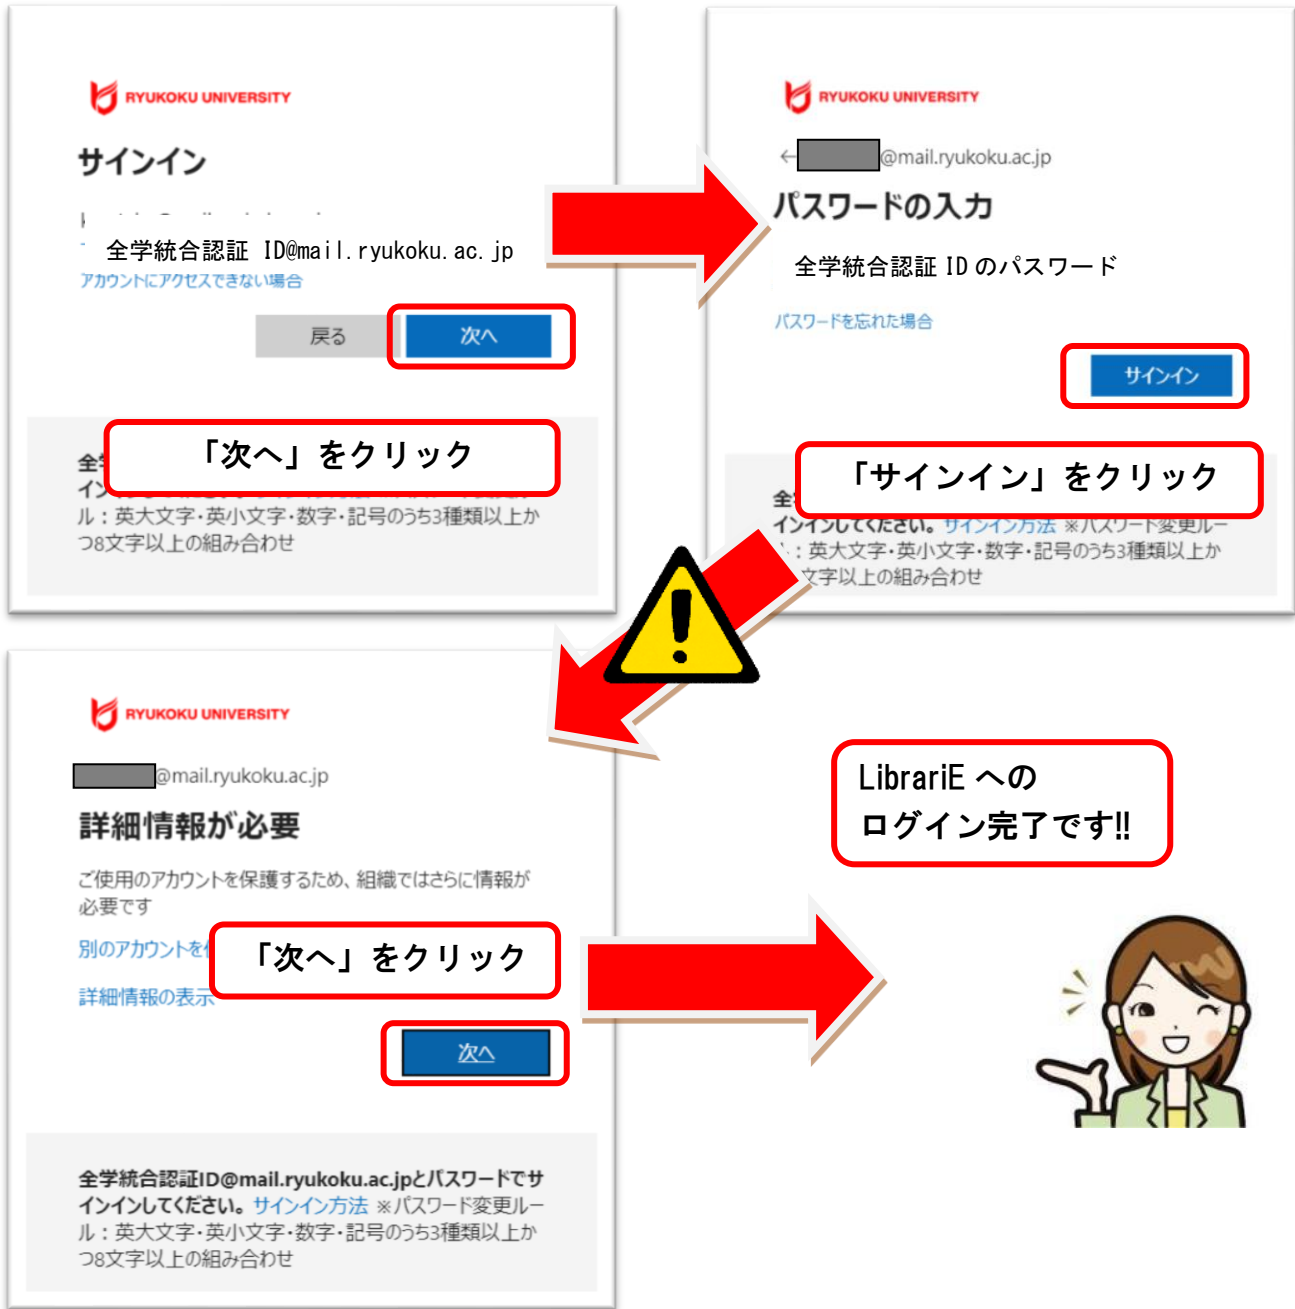 RYUKOKU UNIVERSITY
サインイン
全学統合認証 ID@mail.ryukoku.ac.jp
アカウントにアクセスできない場合
戻る
次へ
「次へ」をクリック
ル：英大文字・英小文字・数字・記号のうち3種類以上か
つ8文字以上の組み合わせ
RYUKOKU UNIVERSITY
←
@mail.ryukoku.ac.jp
パスワードの入力
全学統合認証 ID のパスワード
パスワードを忘れた場合
サインイン
「サインイン」をクリック
インインしてください。 サインイン方法 ※パスワード変更ルー
：英大文字・英小文字・数字・記号のうち3種類以上か
文字以上の組み合わせ
RYUKOKU UNIVERSITY
@mail.ryukoku.ac.jp
詳細情報が必要
ご使用のアカウントを保護するため、組織ではさらに情報が
必要です
別のアカウントを
「次へ」をクリック
詳細情報の表示
次へ
全学統合認証ID@mail.ryukoku.ac.jpとパスワードでサ
インインしてください。 サインイン方法 ※パスワード変更ルー
ル：英大文字・英小文字・数字・記号のうち3種類以上か
つ8文字以上の組み合わせ
LibrariE への
ログイン完了です!!